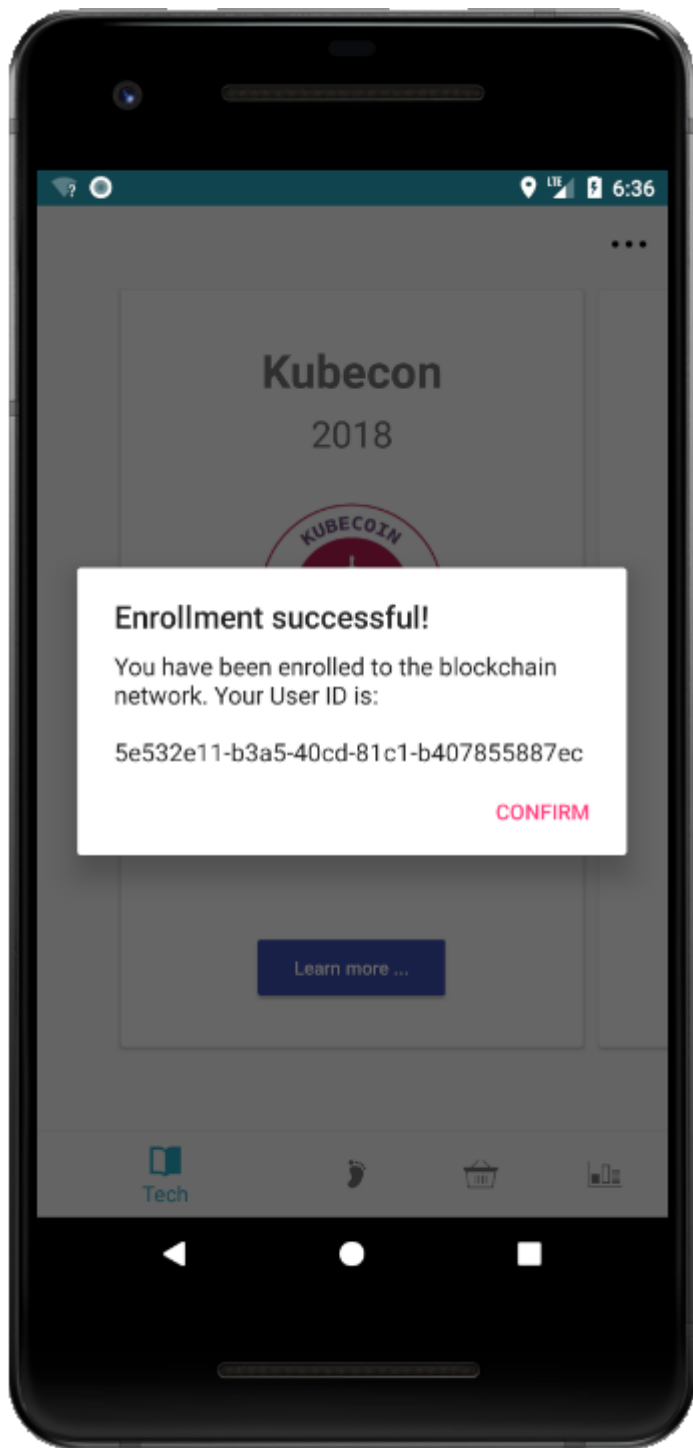 ?
LTE
6:36
Kubecon
2018
KUBECOIN
Enrollment successful!
You have been enrolled to the blockchain
network. Your User ID is:
5e532e11-b3a5-40cd-81c1-b407855887ec
CONFIRM
Learn more ...
Tech